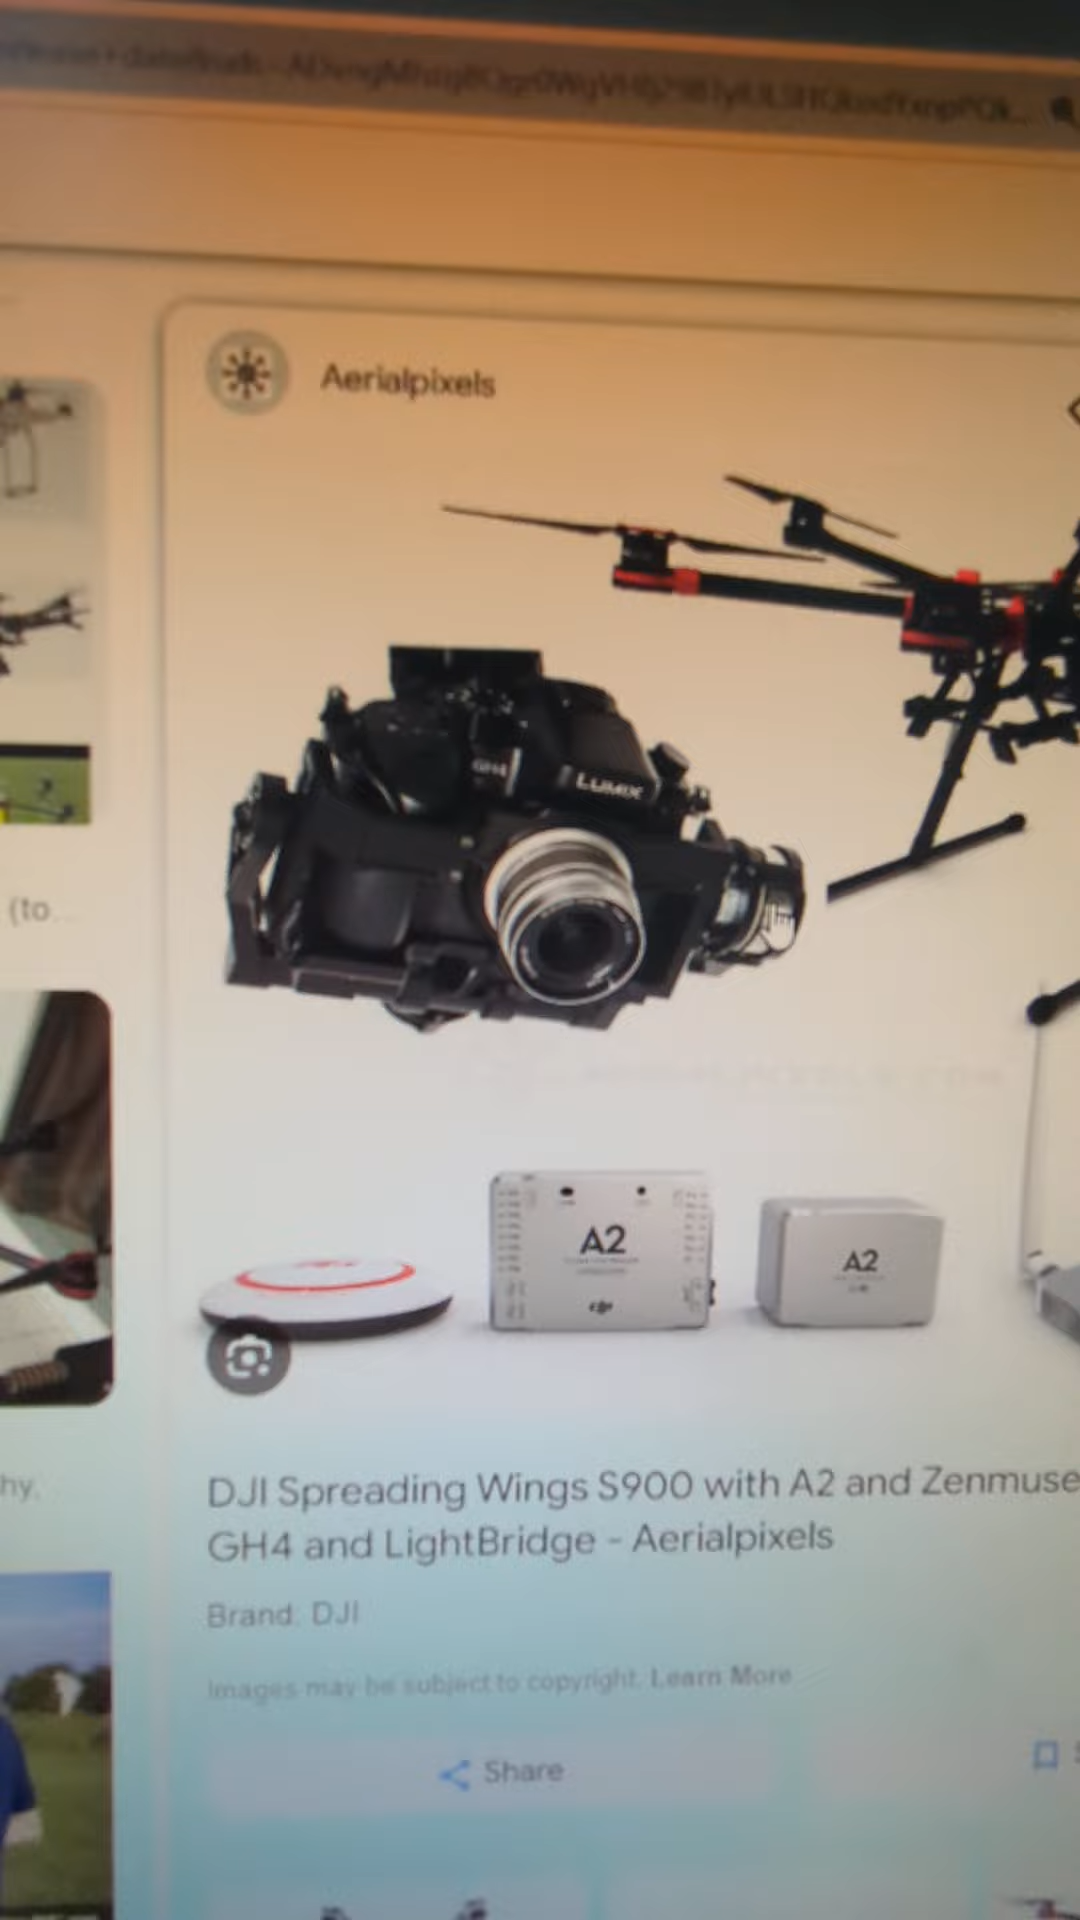 Aerialpixels
GH4
LUMIX
(to...
A2
A2
DJI Spreading Wings S900 with A2 and Zenmuse
GH4 and LightBridge - Aerialpixels
hy,
Brand: DJI
Images may be subject to copyright. Learn More
Share